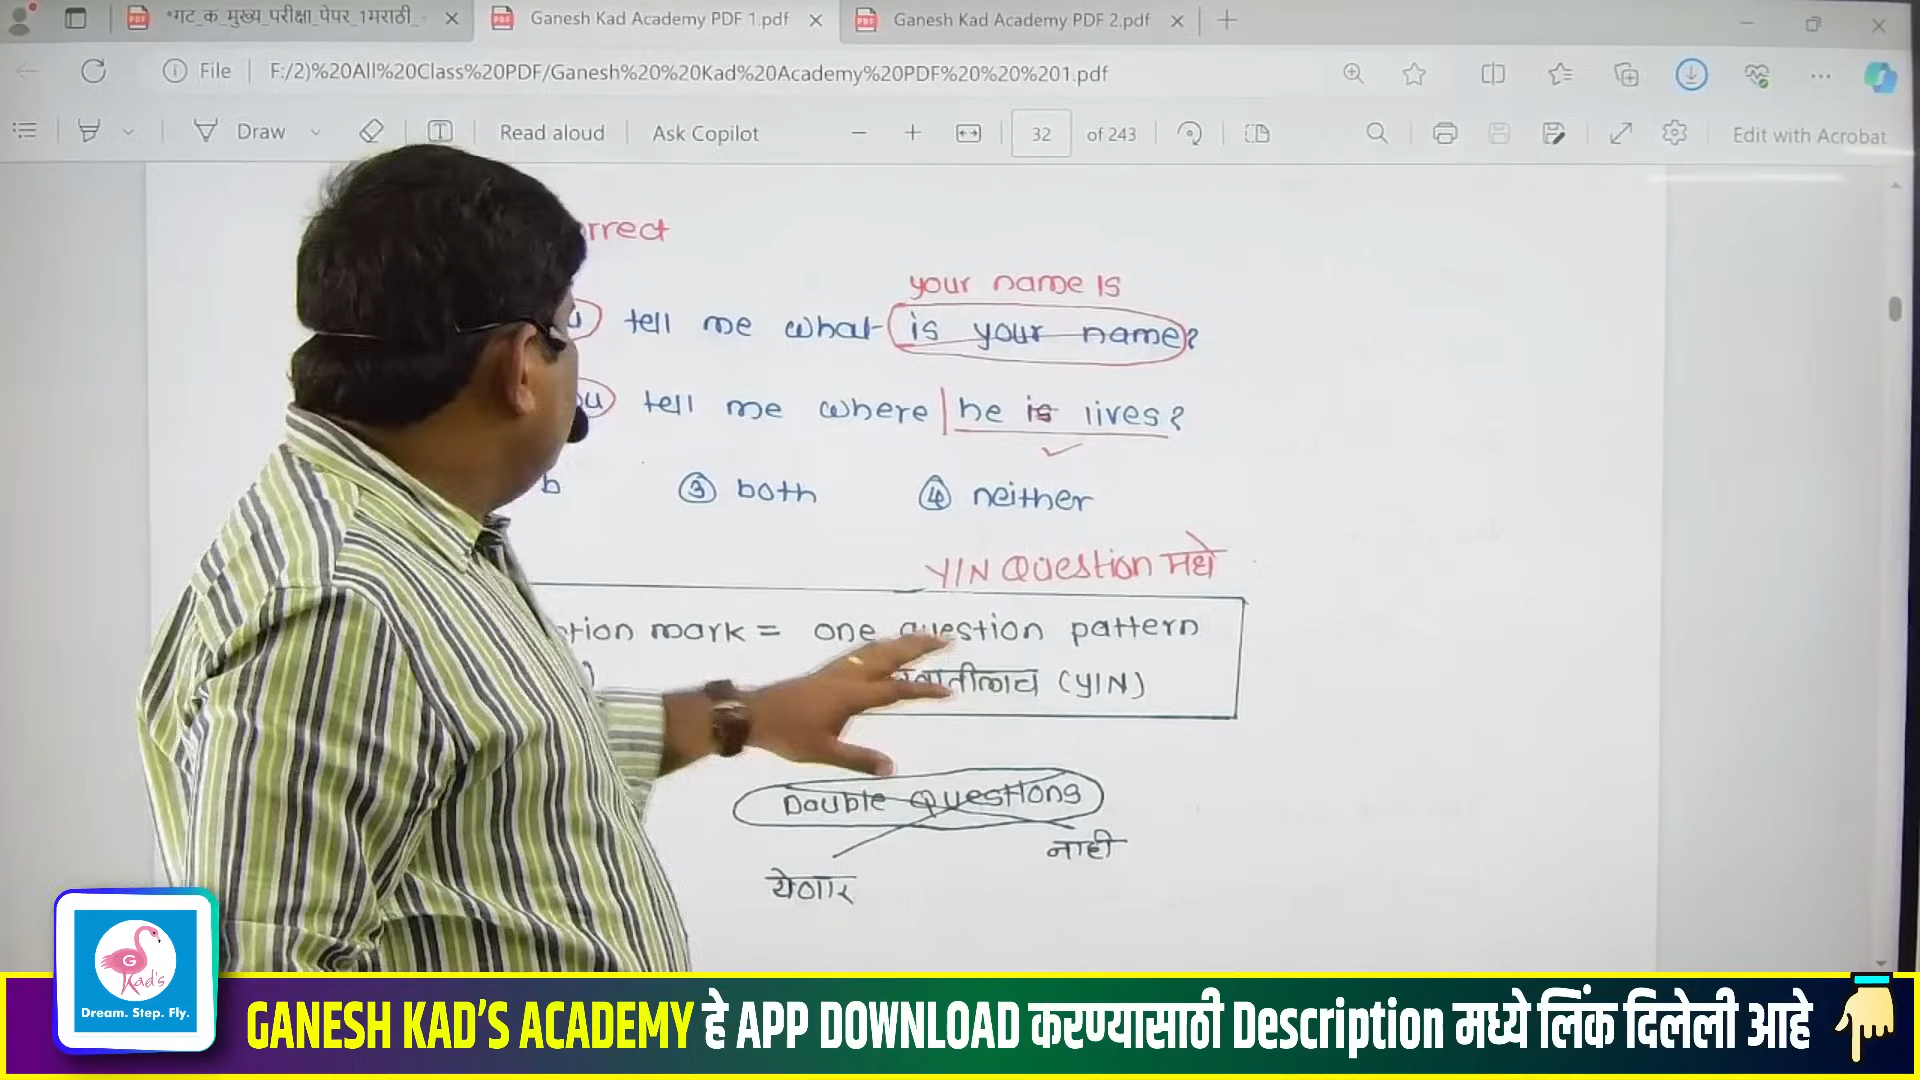 *गट_क_मुख्य_परीक्षा_पेपर_1मराठी_
Ganesh Kad Academy PDF 1.pdf
Ganesh Kad Academy PDF 2.pdf
File
F:/2)%20All%20Class%20PDF/Ganesh%20%20Kad%20Academy%20PDF%20%20%201.pdf
Draw
Read aloud
Ask Copilot
32
of 243
Edit with Acrobat
rrect
your name is
tell me what is your name?
tell me where he is lives?
b
③ both
④ neither
Y/N Question मधे
tion mark = one question pattern
(Y/N)
Double Questions
नाही
येणार
G
Kad's
Dream. Step. Fly.
GANESH KAD'S ACADEMY हे APP DOWNLOAD करण्यासाठी Description मध्ये लिंक दिलेली आहे